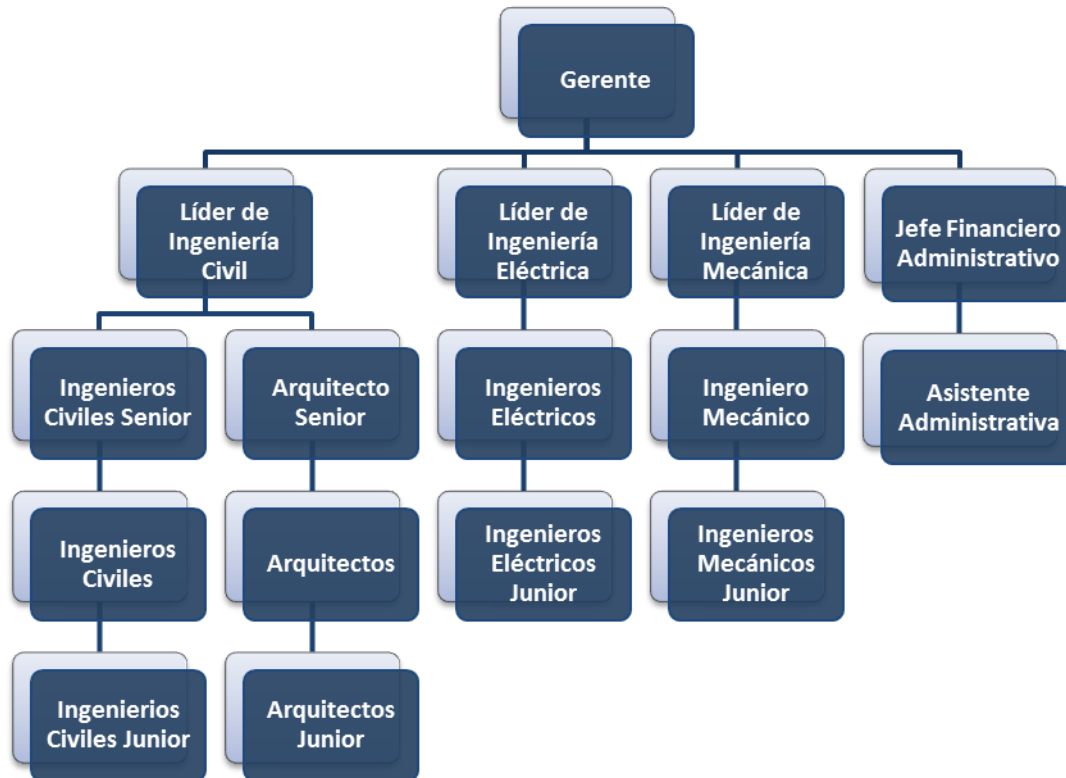 Gerente
Líder de
Ingeniería
Civil
Líder de
Ingeniería
Eléctrica
Líder de
Ingeniería
Mecánica
Jefe Financiero
Administrativo
Ingenieros
Civiles Senior
Arquitecto
Senior
Ingenieros
Eléctricos
Ingeniero
Mecánico
Asistente
Administrativa
Ingenieros
Civiles
Arquitectos
Ingenieros
Eléctricos
Junior
Ingenieros
Mecánicos
Junior
Ingenierios
Civiles Junior
Arquitectos
Junior